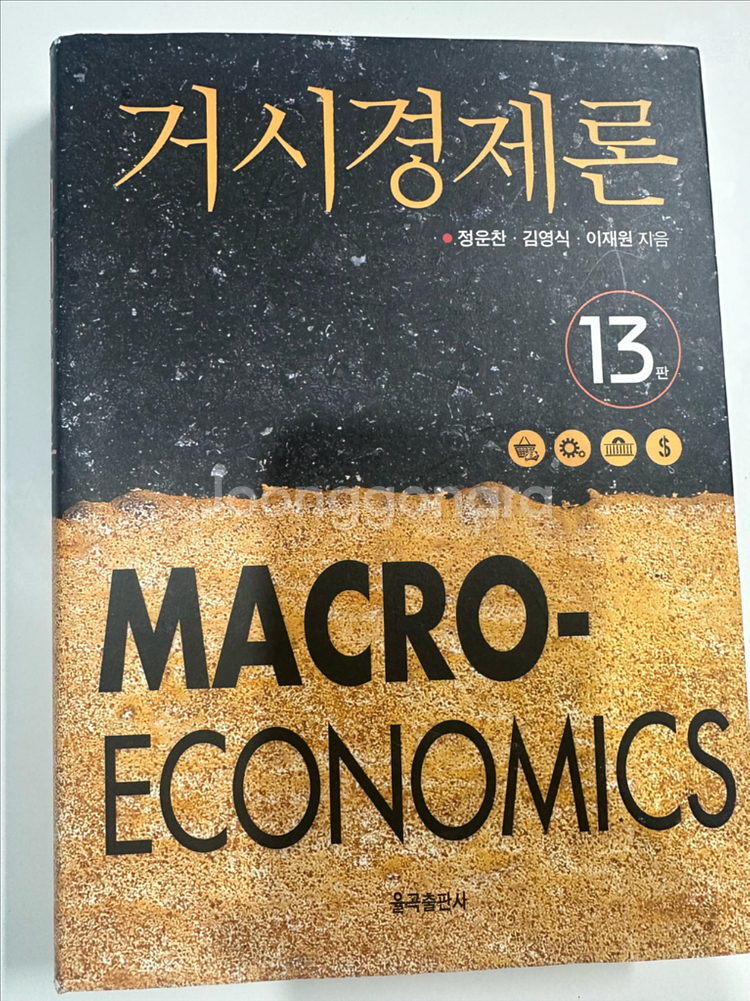 거시경제론
정운찬 · 김영식 · 이재원 지음
13판
$
Joonggonara
MACRO-
ECONOMICS
율곡출판사